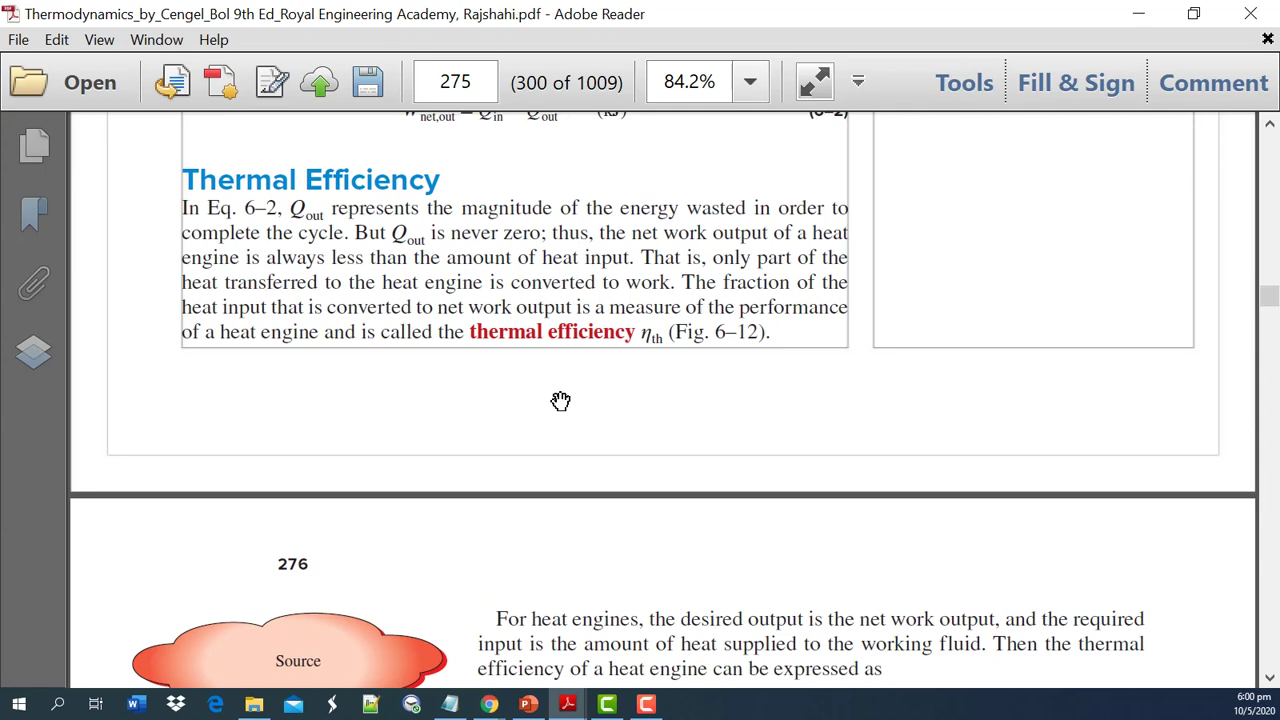 Thermodynamics_by_Cengel_Bol 9th Ed_Royal Engineering Academy, Rajshahi.pdf - Adobe Reader
File Edit View Window Help
Open 275 (300 of 1009) 84.2% Tools Fill & Sign Comment
Wnet,out = Qin − Qout (kJ) (6–2)
Thermal Efficiency
In Eq. 6–2, Qout represents the magnitude of the energy wasted in order to
complete the cycle. But Qout is never zero; thus, the net work output of a heat
engine is always less than the amount of heat input. That is, only part of the
heat transferred to the heat engine is converted to work. The fraction of the
heat input that is converted to net work output is a measure of the performance
of a heat engine and is called the thermal efficiency ηth (Fig. 6–12).
276
For heat engines, the desired output is the net work output, and the required
input is the amount of heat supplied to the working fluid. Then the thermal
efficiency of a heat engine can be expressed as
Source
6:00 pm
10/5/2020